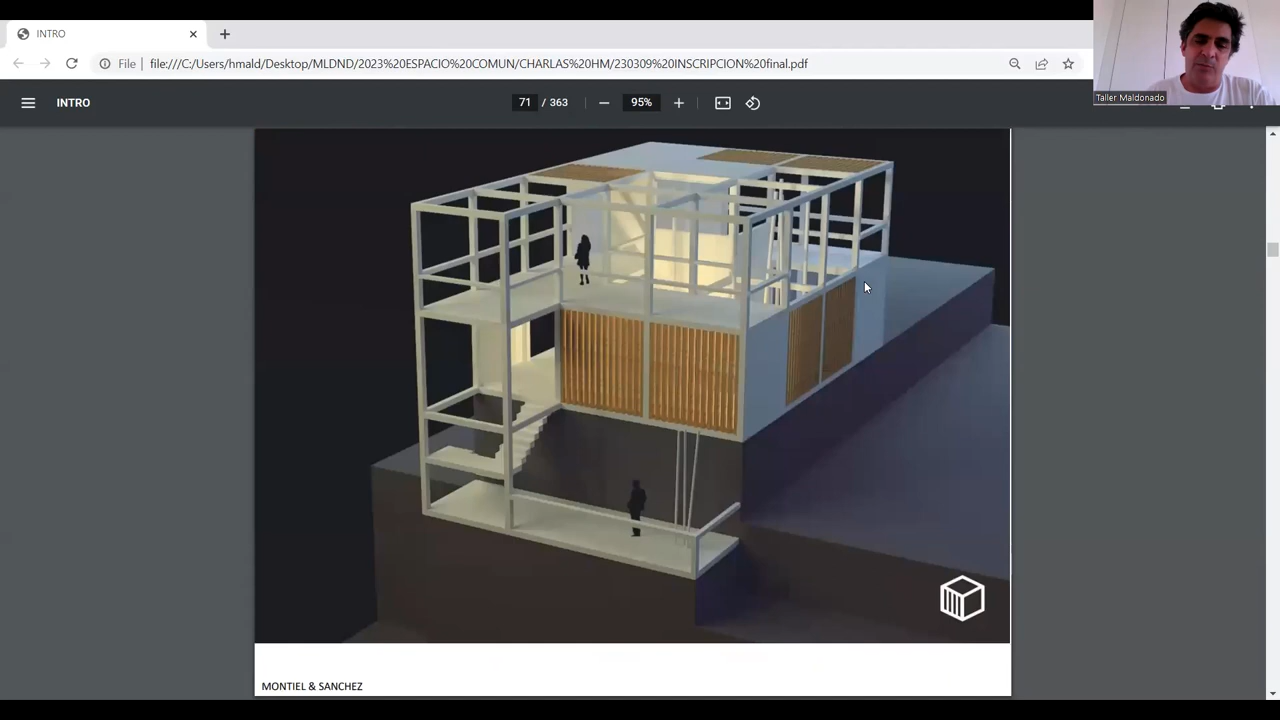 INTRO
File
file:///C:/Users/hmald/Desktop/MLDND/2023%20ESPACIO%20COMUN/CHARLAS%20HM/230309%20INSCRIPCION%20final.pdf
Taller Maldonado
INTRO
71 / 363
95%
MONTIEL & SANCHEZ